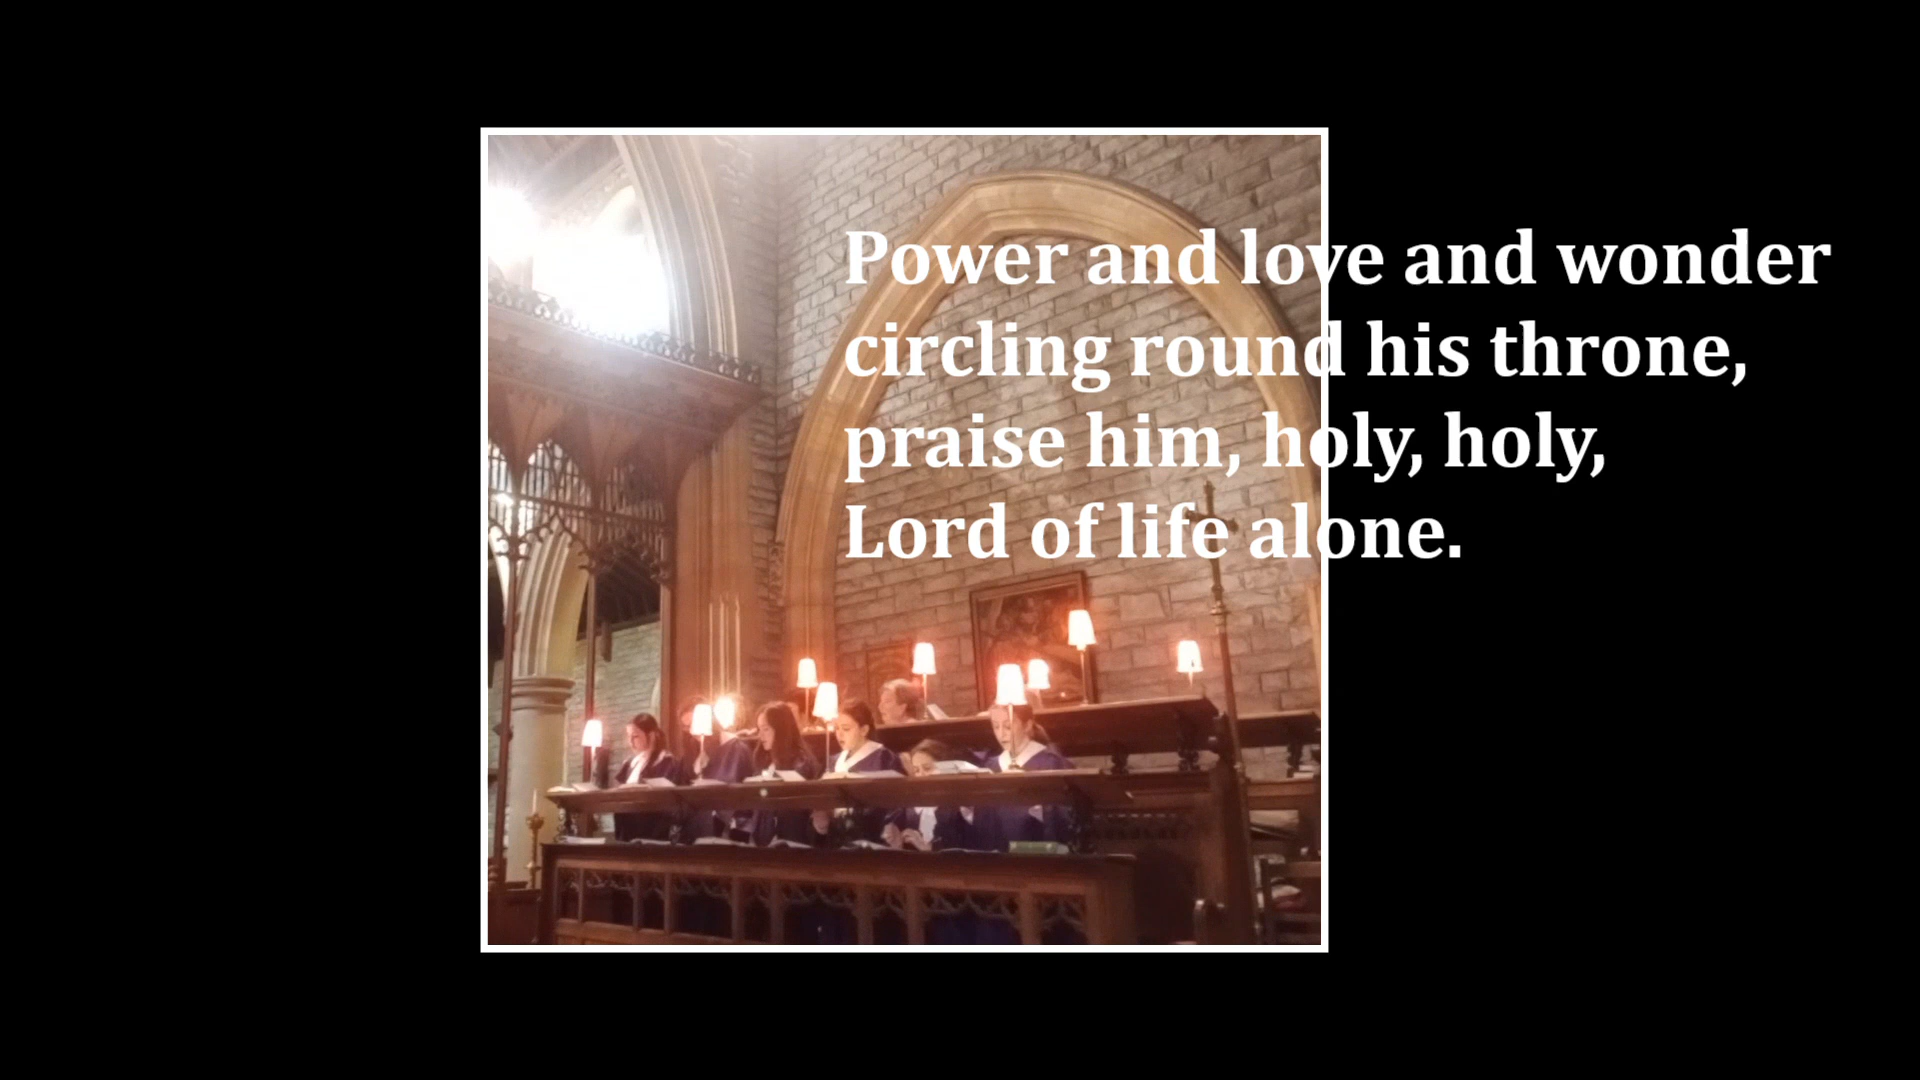 Power and love and wonder
circling round his throne,
praise him, holy, holy,
Lord of life alone.